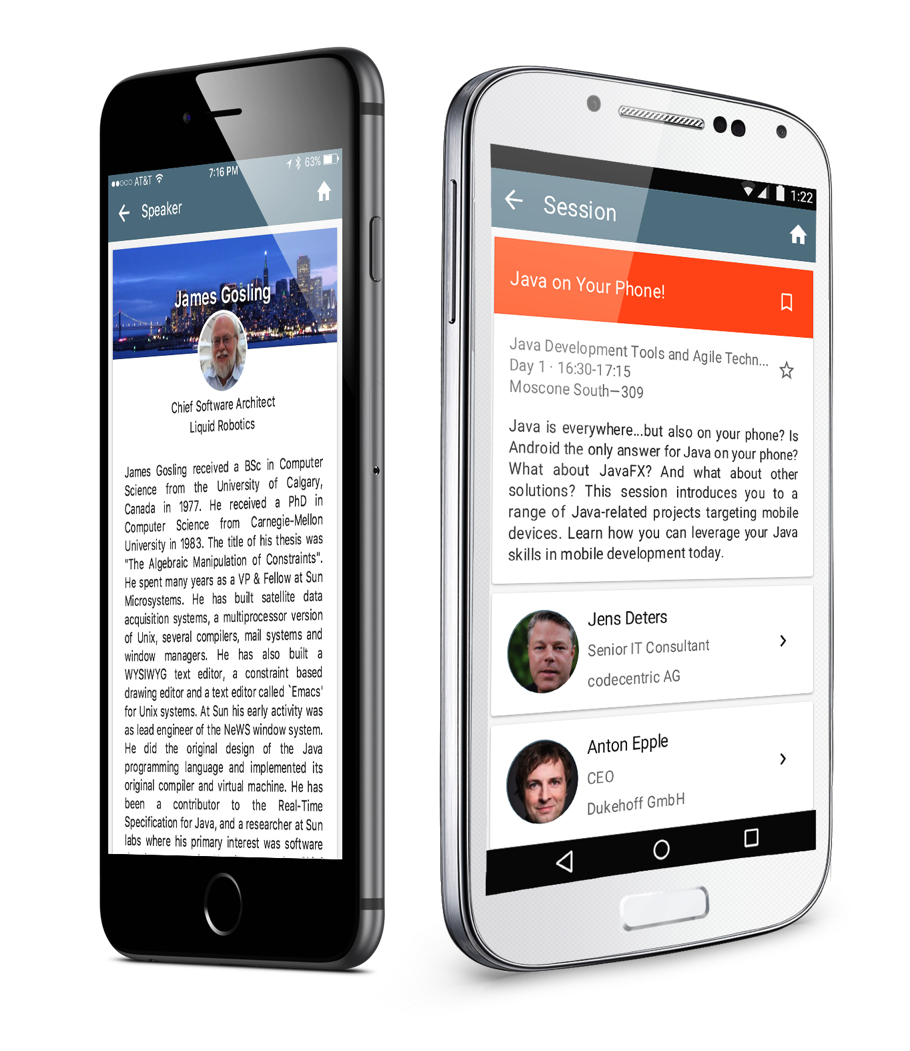 AT&T 7:16 PM 63%
Speaker
James Gosling
Chief Software Architect
Liquid Robotics
James Gosling received a BSc in Computer
Science from the University of Calgary,
Canada in 1977. He received a PhD in
Computer Science from Carnegie-Mellon
University in 1983. The title of his thesis was
"The Algebraic Manipulation of Constraints".
He spent many years as a VP & Fellow at Sun
Microsystems. He has built satellite data
acquisition systems, a multiprocessor version
of Unix, several compilers, mail systems and
window managers. He has also built a
WYSIWYG text editor, a constraint based
drawing editor and a text editor called `Emacs'
for Unix systems. At Sun his early activity was
as lead engineer of the NeWS window system.
He did the original design of the Java
programming language and implemented its
original compiler and virtual machine. He has
been a contributor to the Real-Time
Specification for Java, and a researcher at Sun
labs where his primary interest was software
1:22
Session
Java on Your Phone!
Java Development Tools and Agile Techn...
Day 1 · 16:30-17:15
Moscone South—309
Java is everywhere...but also on your phone? Is
Android the only answer for Java on your phone?
What about JavaFX? And what about other
solutions? This session introduces you to a
range of Java-related projects targeting mobile
devices. Learn how you can leverage your Java
skills in mobile development today.
Jens Deters
Senior IT Consultant
codecentric AG
Anton Epple
CEO
Dukehoff GmbH